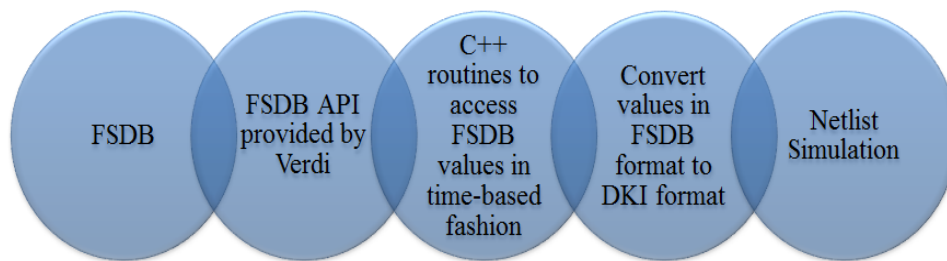 FSDB
FSDB API
provided by
Verdi
C++
routines to
access
FSDB
values in
time-based
fashion
Convert
values in
FSDB
format to
DKI format
Netlist
Simulation